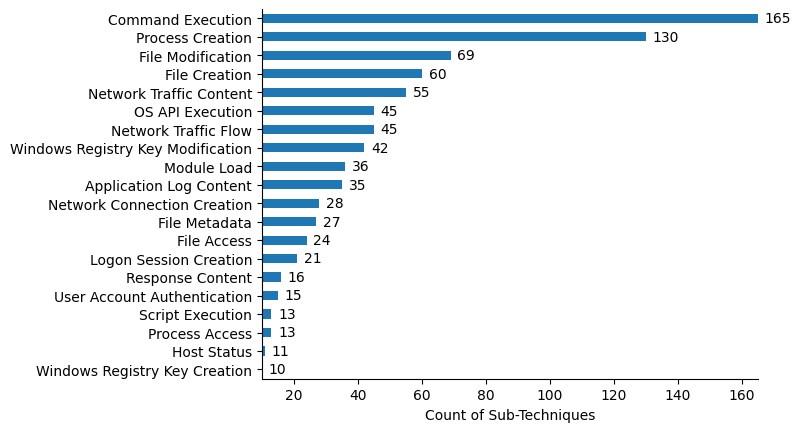 Command Execution 165
Process Creation 130
File Modification 69
File Creation 60
Network Traffic Content 55
OS API Execution 45
Network Traffic Flow 45
Windows Registry Key Modification 42
Module Load 36
Application Log Content 35
Network Connection Creation 28
File Metadata 27
File Access 24
Logon Session Creation 21
Response Content 16
User Account Authentication 15
Script Execution 13
Process Access 13
Host Status 11
Windows Registry Key Creation 10
20 40 60 80 100 120 140 160
Count of Sub-Techniques